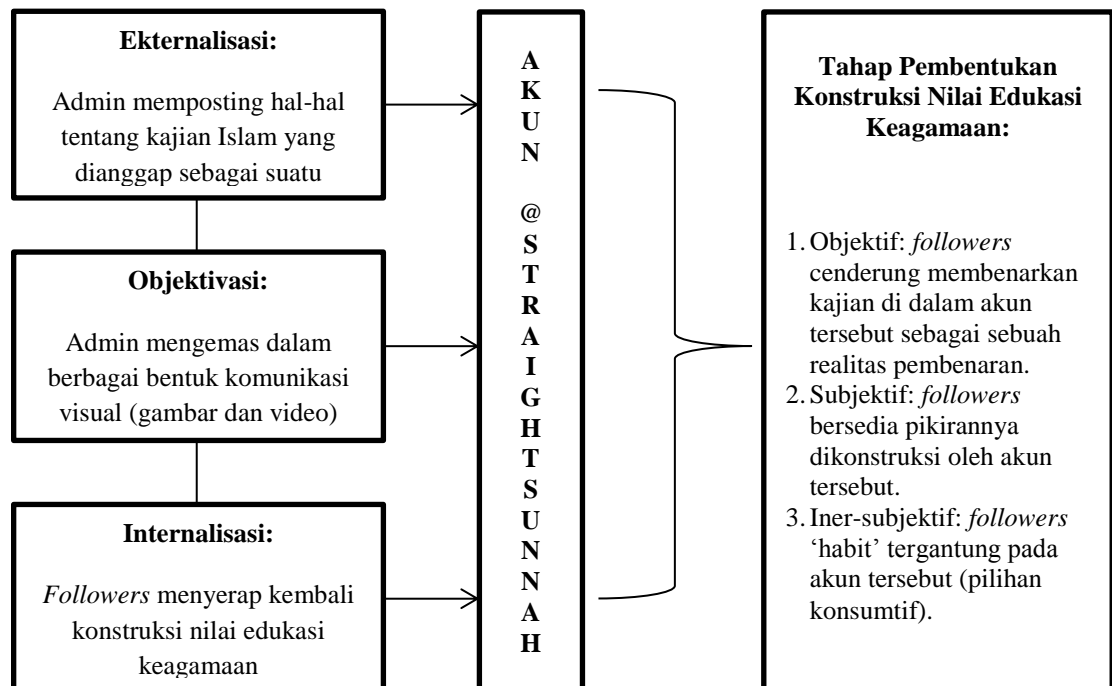 Ekternalisasi:
Admin memposting hal-hal
tentang kajian Islam yang
dianggap sebagai suatu
Objektivasi:
Admin mengemas dalam
berbagai bentuk komunikasi
visual (gambar dan video)
Internalisasi:
Followers menyerap kembali
konstruksi nilai edukasi
keagamaan
A
K
U
N
@
S
T
R
A
I
G
H
T
S
U
N
N
A
H
Tahap Pembentukan
Konstruksi Nilai Edukasi
Keagamaan:
1. Objektif: followers
cenderung membenarkan
kajian di dalam akun
tersebut sebagai sebuah
realitas pembenaran.
2. Subjektif: followers
bersedia pikirannya
dikonstruksi oleh akun
tersebut.
3. Iner-subjektif: followers
‘habit’ tergantung pada
akun tersebut (pilihan
konsumtif).